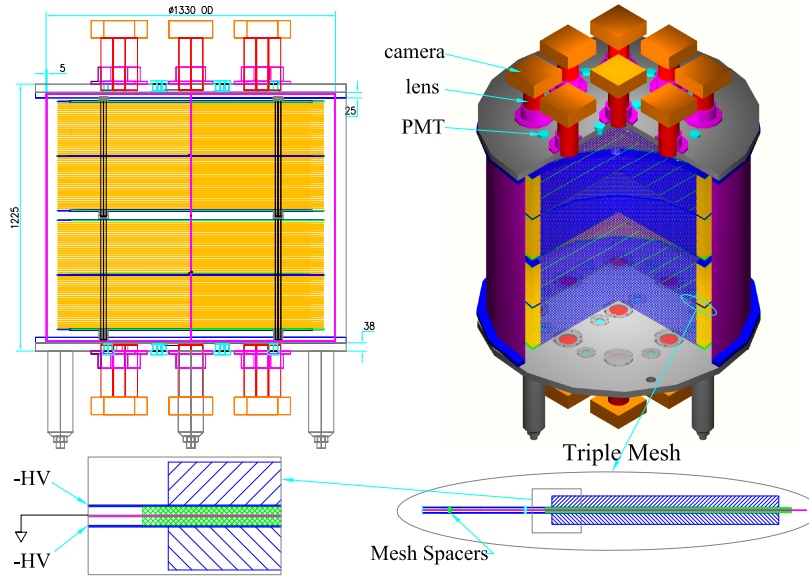 ø1330 OD
5
25
1225
38
camera
lens
PMT
Triple Mesh
-HV
-HV
Mesh Spacers